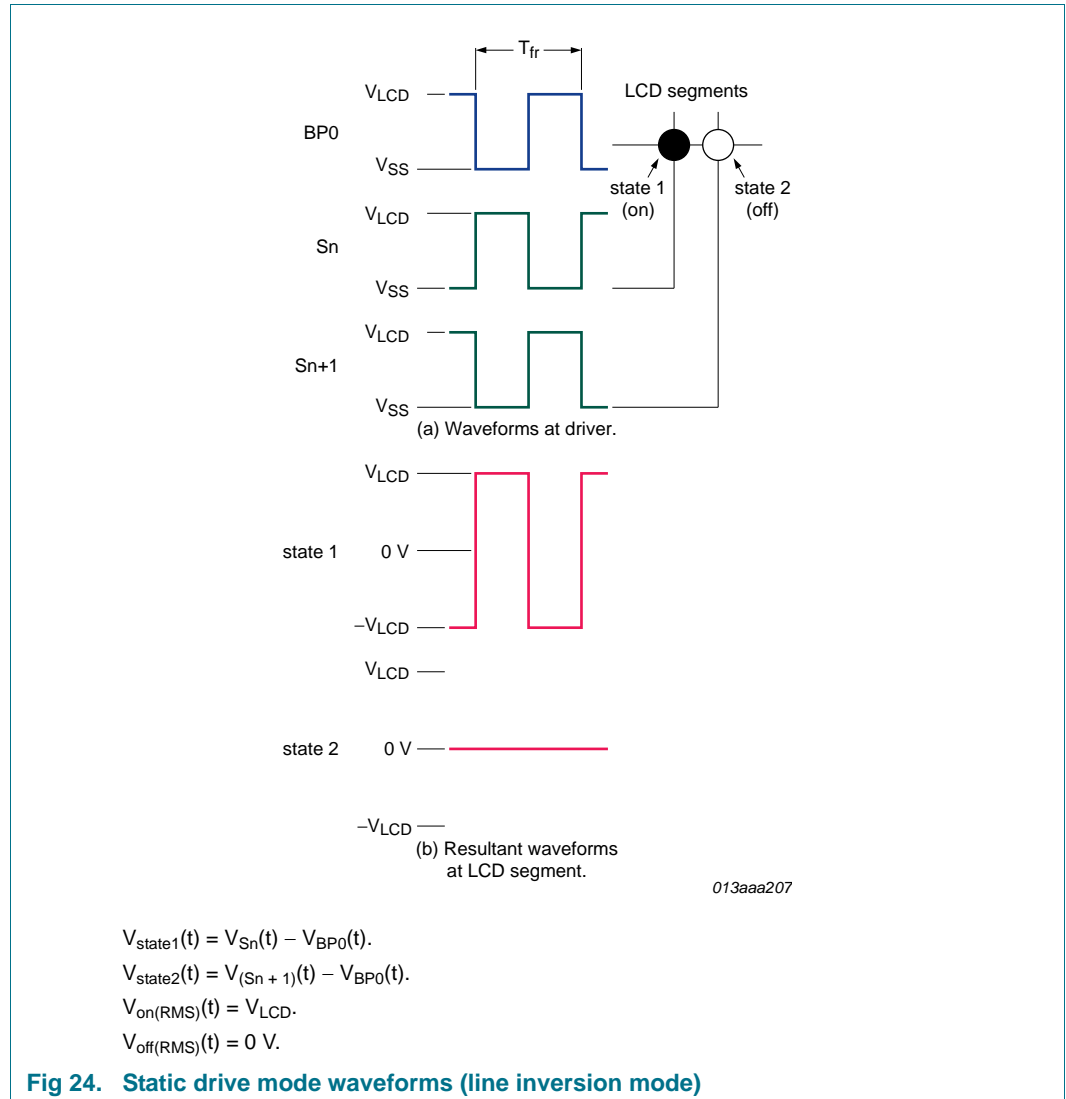 Tfr
VLCD
BP0
VSS
LCD segments
state 1
(on)
state 2
(off)
VLCD
Sn
VSS
VLCD
Sn+1
VSS
(a) Waveforms at driver.
VLCD
state 1
0 V
−VLCD
VLCD
state 2
0 V
−VLCD
(b) Resultant waveforms
at LCD segment.
013aaa207
Vstate1(t) = VSn(t) − VBP0(t).
Vstate2(t) = V(Sn + 1)(t) − VBP0(t).
Von(RMS)(t) = VLCD.
Voff(RMS)(t) = 0 V.
Fig 24. Static drive mode waveforms (line inversion mode)